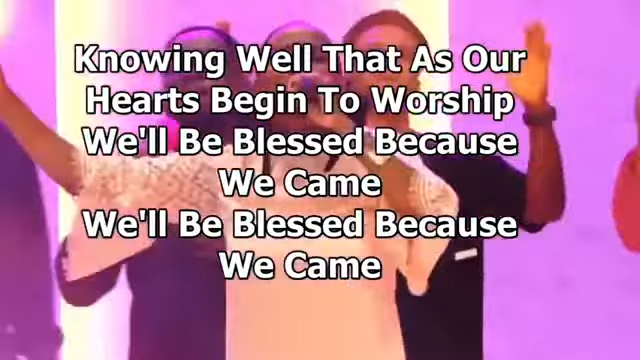 Knowing Well That As Our
Hearts Begin To Worship
We'll Be Blessed Because
We Came
We'll Be Blessed Because
We Came